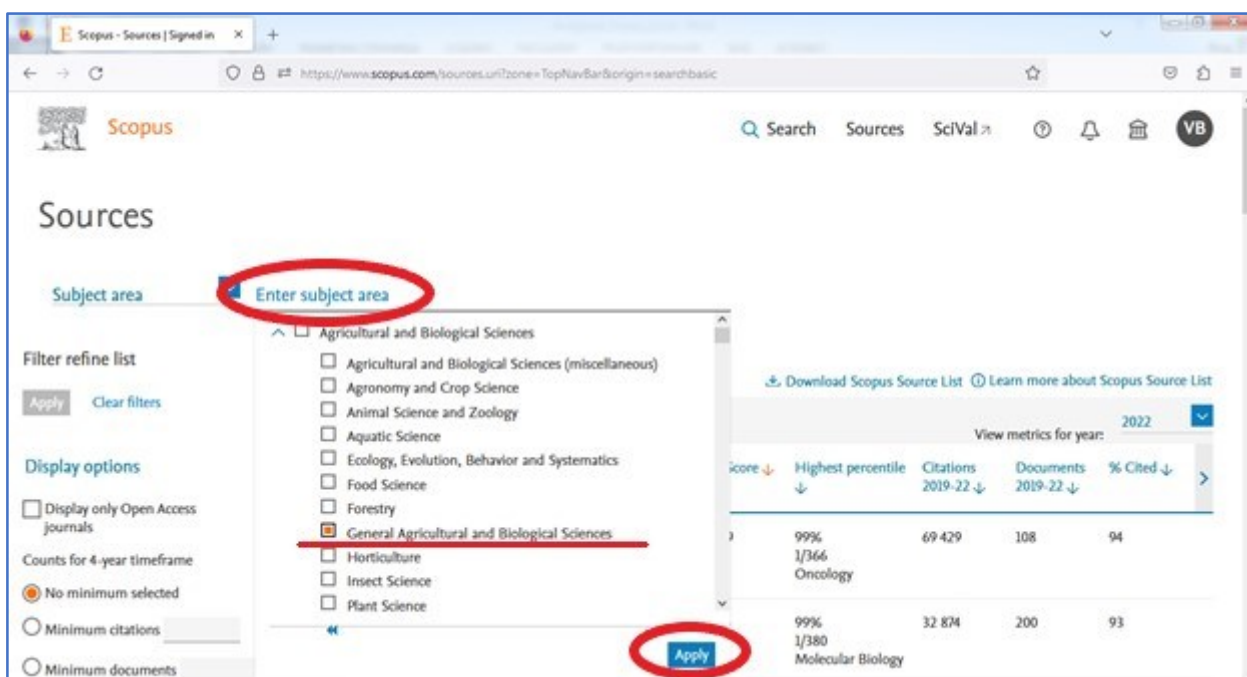 Scopus - Sources | Signed in
https://www.scopus.com/sources.uri?zone=TopNavBar&origin=searchbasic
Scopus
Search Sources SciVal VB
Sources
Subject area
Enter subject area
Agricultural and Biological Sciences
Agricultural and Biological Sciences (miscellaneous)
Agronomy and Crop Science
Animal Science and Zoology
Aquatic Science
Ecology, Evolution, Behavior and Systematics
Food Science
Forestry
General Agricultural and Biological Sciences
Horticulture
Insect Science
Plant Science
Apply
Filter refine list
Apply Clear filters
Display options
Display only Open Access
journals
Counts for 4-year timeframe
No minimum selected
Minimum citations
Minimum documents
Download Scopus Source List Learn more about Scopus Source List
View metrics for year: 2022
Highest percentile Citations Documents % Cited
2019-22 2019-22
99% 69 429 108 94
1/366
Oncology
99% 32 874 200 93
1/380
Molecular Biology